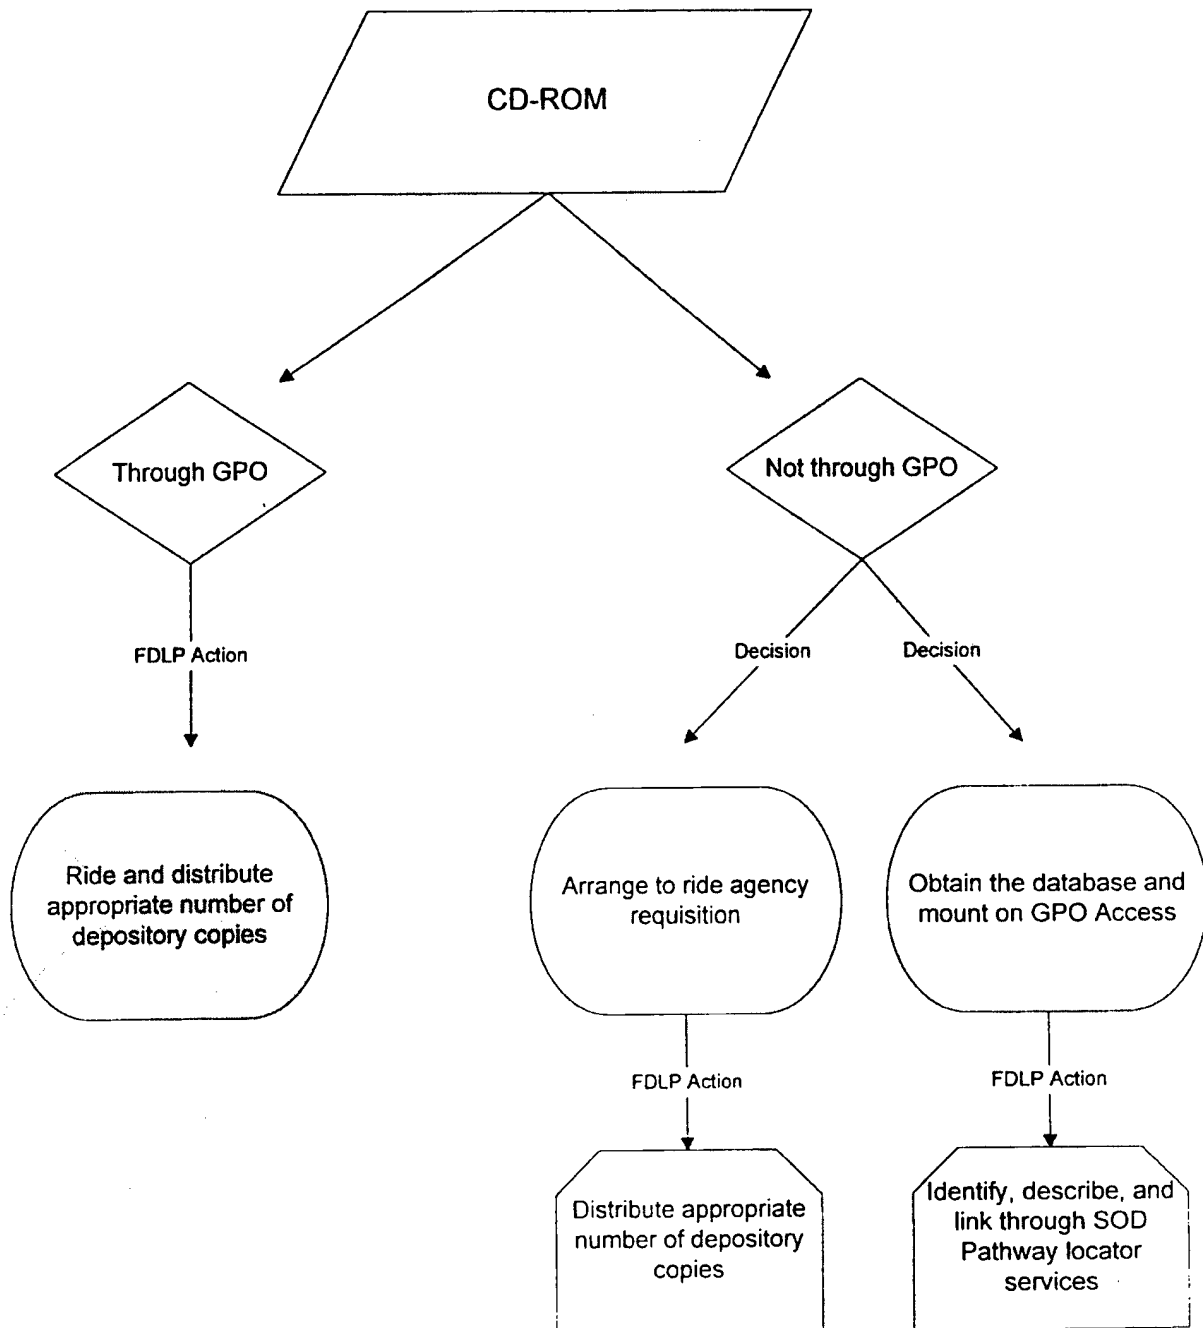 CD-ROM
Through GPO
Not through GPO
FDLP Action
Decision
Decision
Ride and distribute
appropriate number of
depository copies
Arrange to ride agency
requisition
Obtain the database and
mount on GPO Access
FDLP Action
FDLP Action
Distribute appropriate
number of depository
copies
Identify, describe, and
link through SOD
Pathway locator
services